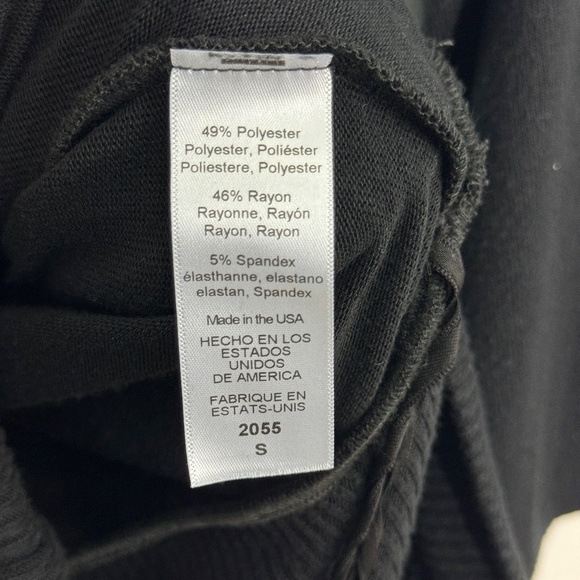 49% Polyester
Polyester, Poliéster
Poliestere, Polyester
46% Rayon
Rayonne, Rayón
Rayon, Rayon
5% Spandex
élasthanne, elastano
elastan, Spandex
Made in the USA
HECHO EN LOS
ESTADOS
UNIDOS
DE AMERICA
FABRIQUE EN
ESTATS-UNIS
2055
S